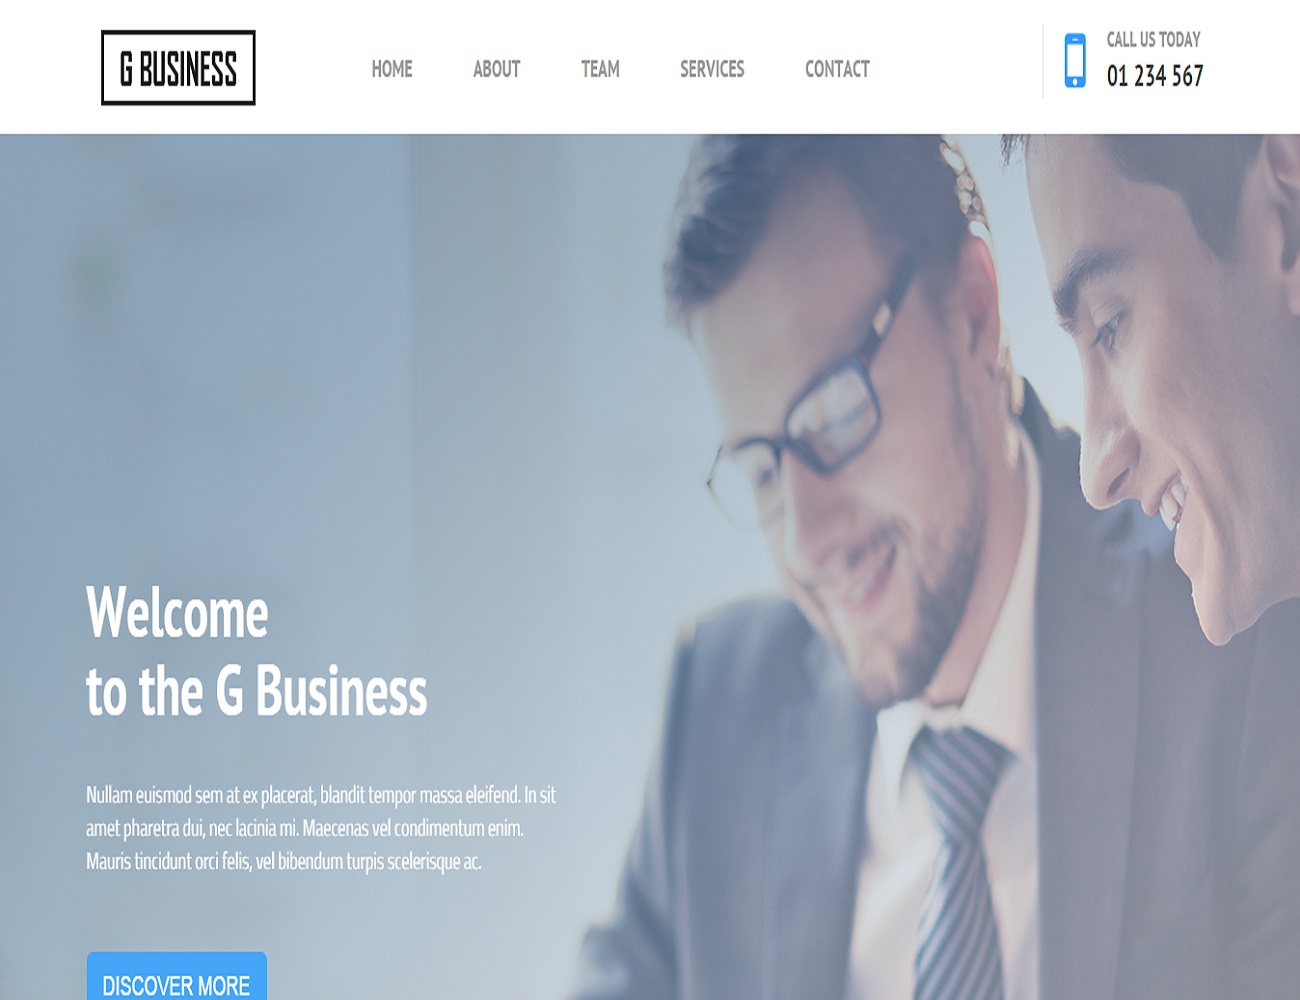 G BUSINESS
HOME ABOUT TEAM SERVICES CONTACT
CALL US TODAY
01 234 567
Welcome
to the G Business
Nullam euismod sem at ex placerat, blandit tempor massa eleifend. In sit
amet pharetra dui, nec lacinia mi. Maecenas vel condimentum enim.
Mauris tincidunt orci felis, vel bibendum turpis scelerisque ac.
DISCOVER MORE